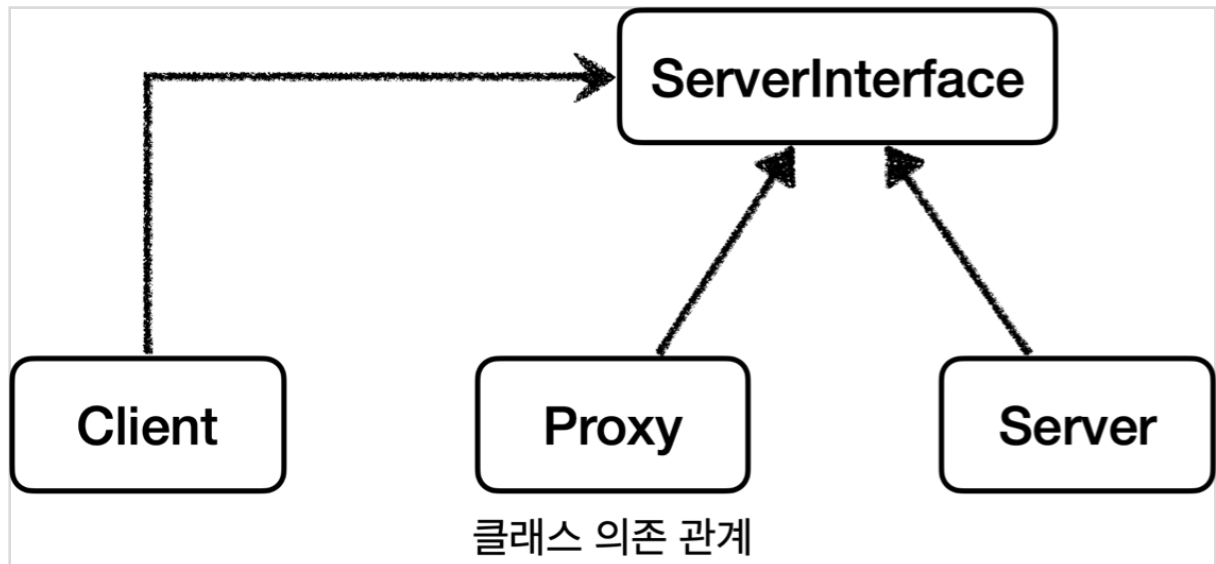 ServerInterface
Client
Proxy
Server
클래스 의존 관계